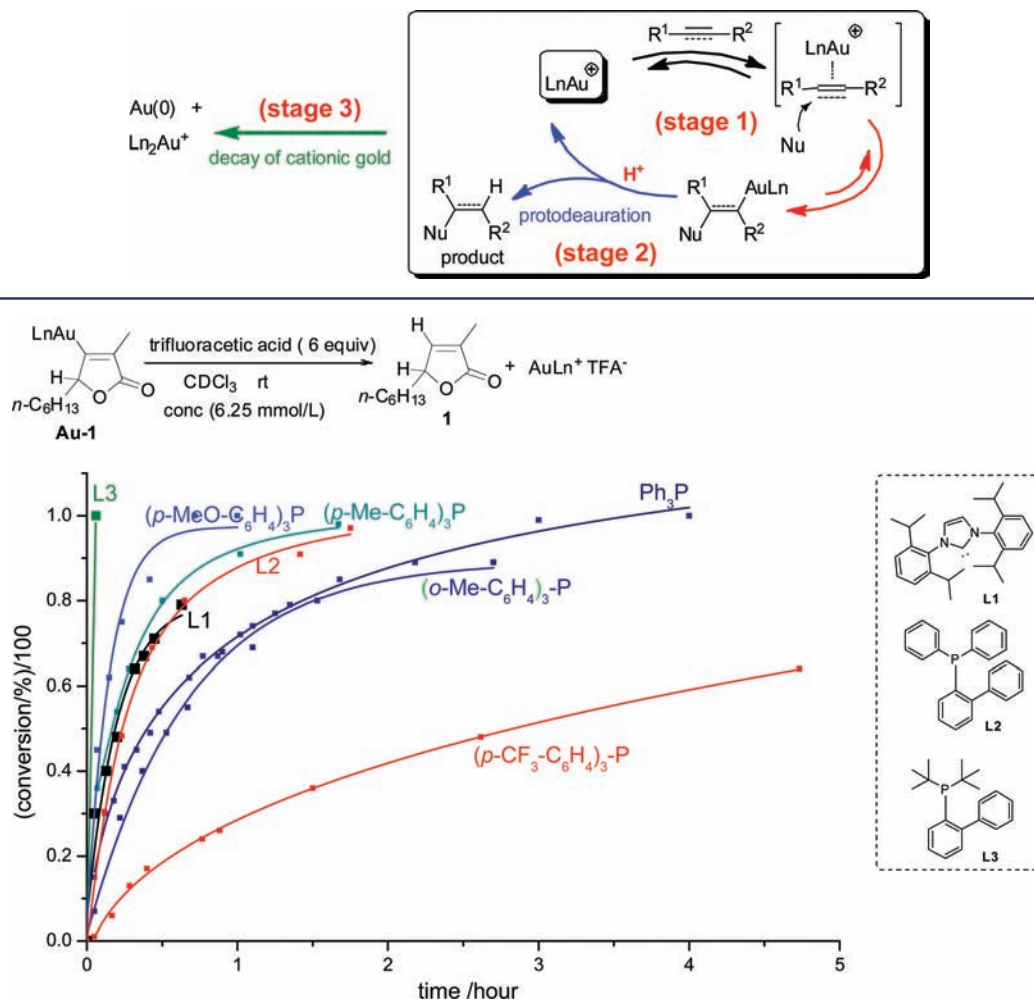 R¹ R²
LnAu⊕
LnAu⊕
R¹ R²
Nu
(stage 1)
Au(0) +
Ln₂Au⁺
(stage 3)
decay of cationic gold
H⁺
R¹ H
Nu R²
product
protodeauration
(stage 2)
R¹ AuLn
Nu R²
LnAu
H
O
O
n-C₆H₁₃
Au-1
trifluoracetic acid ( 6 equiv)
CDCl₃ rt
conc (6.25 mmol/L)
H
H
O
O
n-C₆H₁₃
1
+ AuLn⁺ TFA⁻
L3
(p-MeO-C₆H₄)₃P
(p-Me-C₆H₄)₃P
Ph₃P
L2
L1
(o-Me-C₆H₄)₃-P
(p-CF₃-C₆H₄)₃-P
(conversion/%)/100
1.0
0.8
0.6
0.4
0.2
0.0
0 1 2 3 4 5
time /hour
N N
L1
P
L2
P
L3